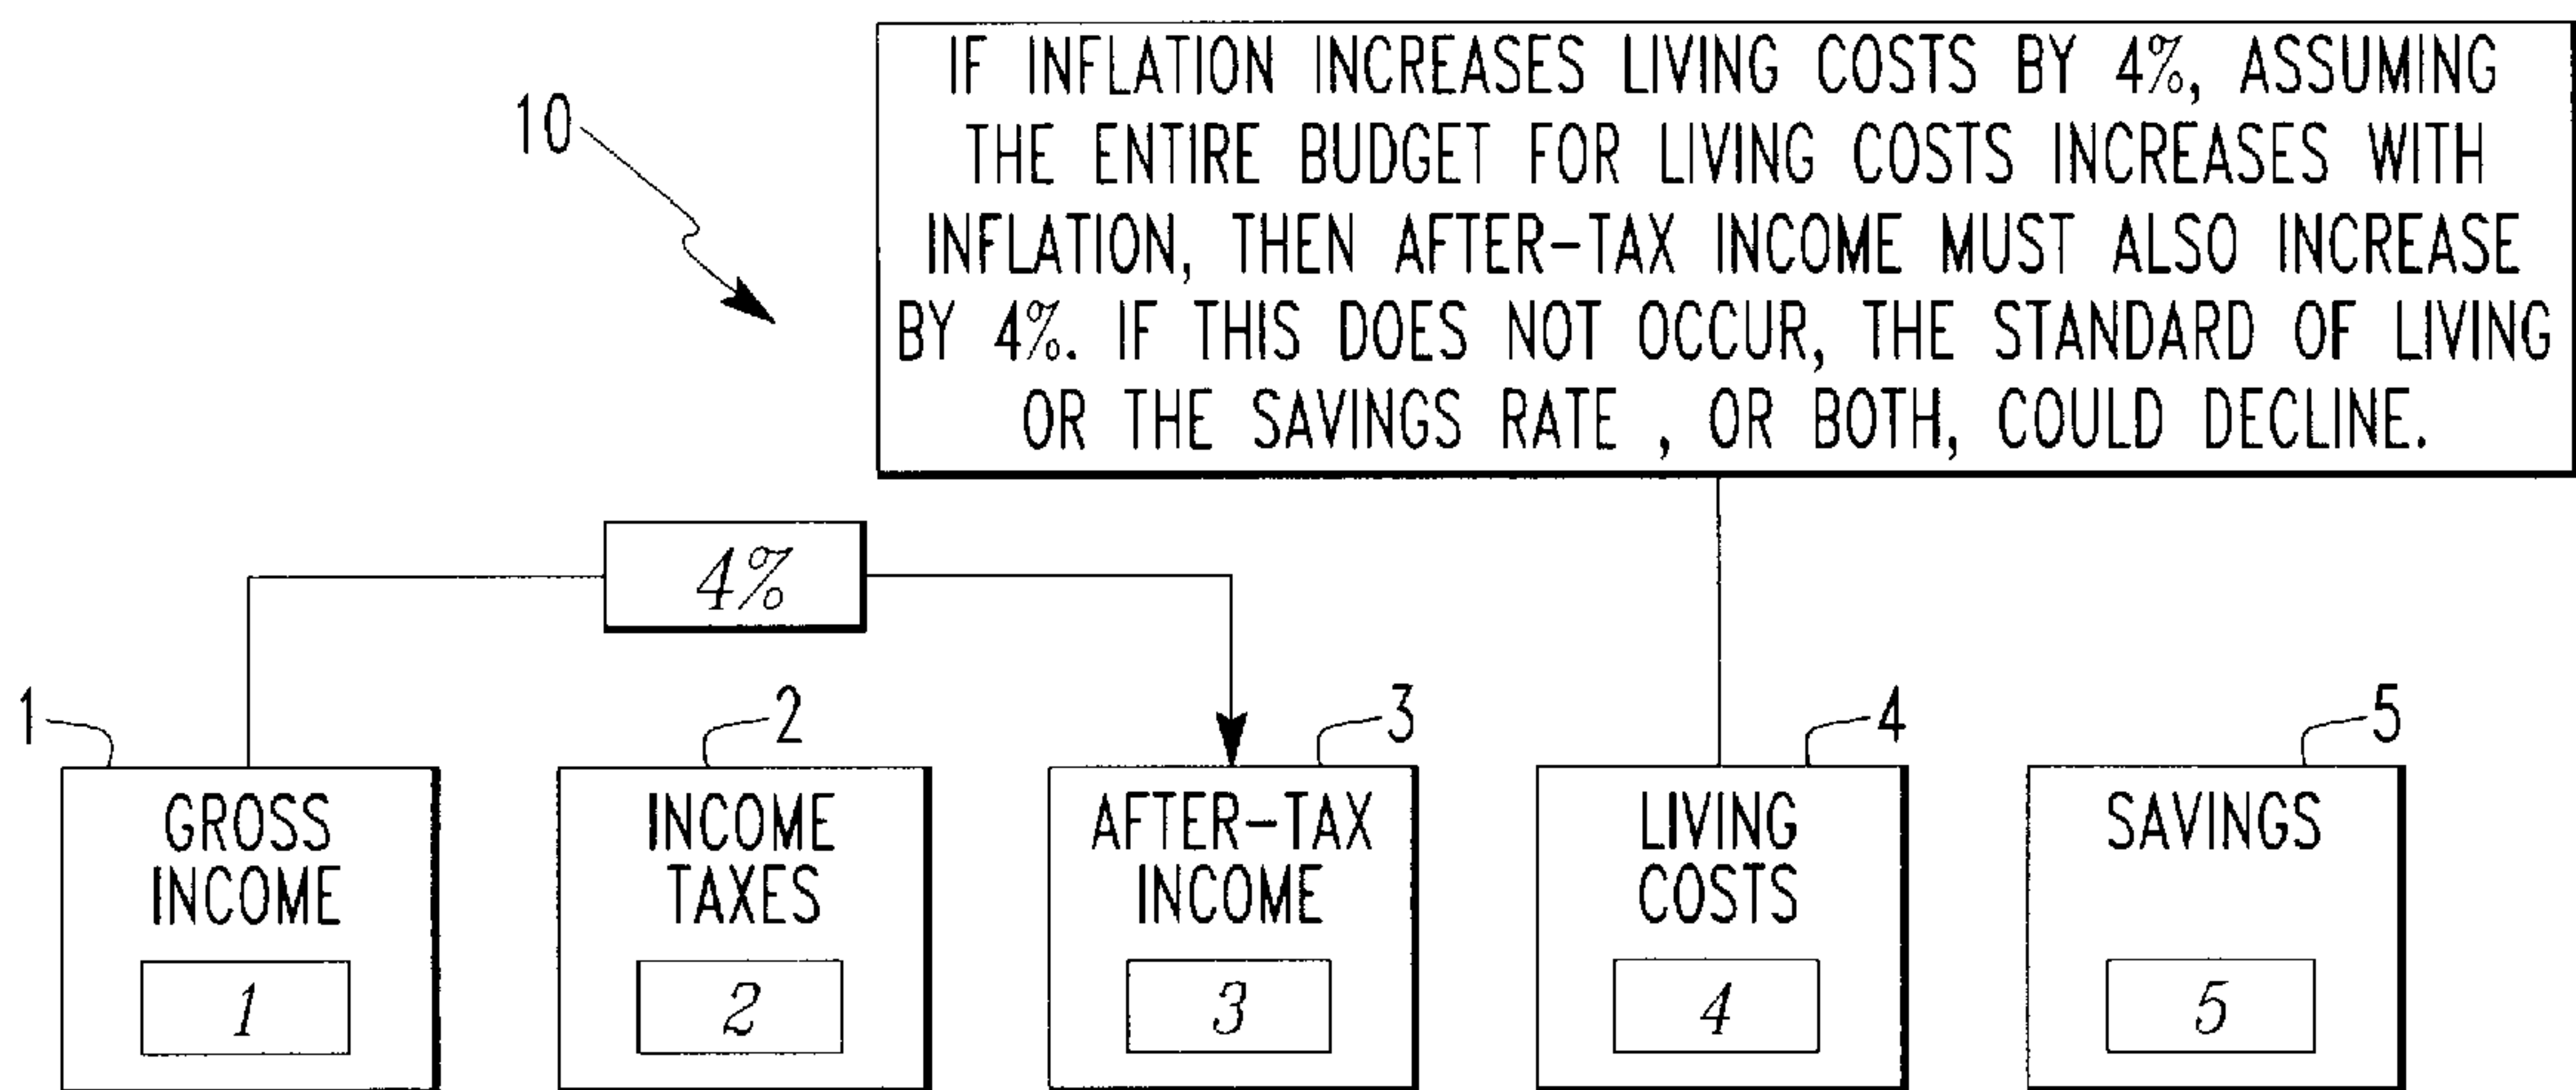 IF INFLATION INCREASES LIVING COSTS BY 4%, ASSUMING
THE ENTIRE BUDGET FOR LIVING COSTS INCREASES WITH
INFLATION, THEN AFTER-TAX INCOME MUST ALSO INCREASE
BY 4%. IF THIS DOES NOT OCCUR, THE STANDARD OF LIVING
OR THE SAVINGS RATE , OR BOTH, COULD DECLINE.
10
4%
1
2
3
4
5
GROSS
INCOME
1
INCOME
TAXES
2
AFTER-TAX
INCOME
3
LIVING
COSTS
4
SAVINGS
5